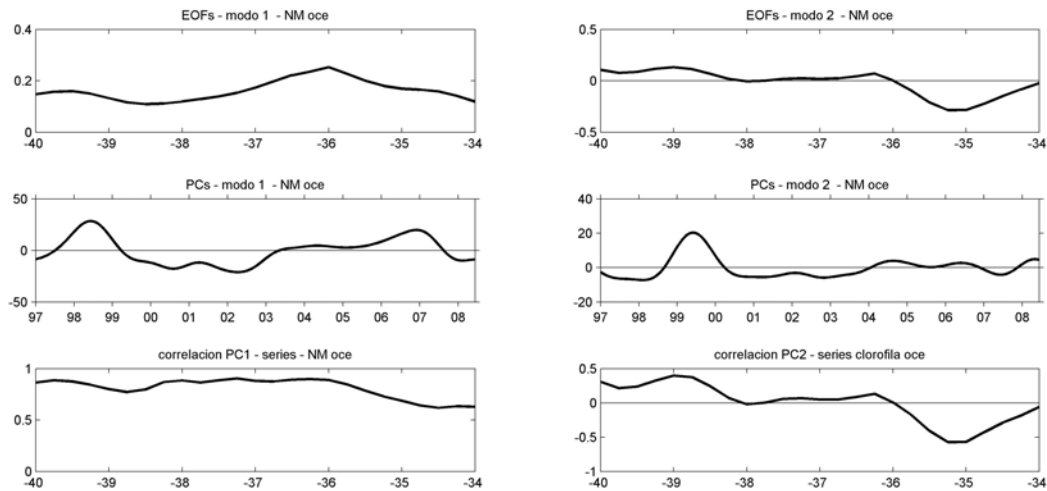 EOFs - modo 1 - NM oce
0.4
0.2
0
-40 -39 -38 -37 -36 -35 -34
PCs - modo 1 - NM oce
50
0
-50
97 98 99 00 01 02 03 04 05 06 07 08
correlacion PC1 - series - NM oce
1
0.5
0
-40 -39 -38 -37 -36 -35 -34
EOFs - modo 2 - NM oce
0.5
0
-0.5
-40 -39 -38 -37 -36 -35 -34
PCs - modo 2 - NM oce
40
20
0
-20
97 98 99 00 01 02 03 04 05 06 07 08
correlacion PC2 - series clorofila oce
0.5
0
-0.5
-1
-40 -39 -38 -37 -36 -35 -34